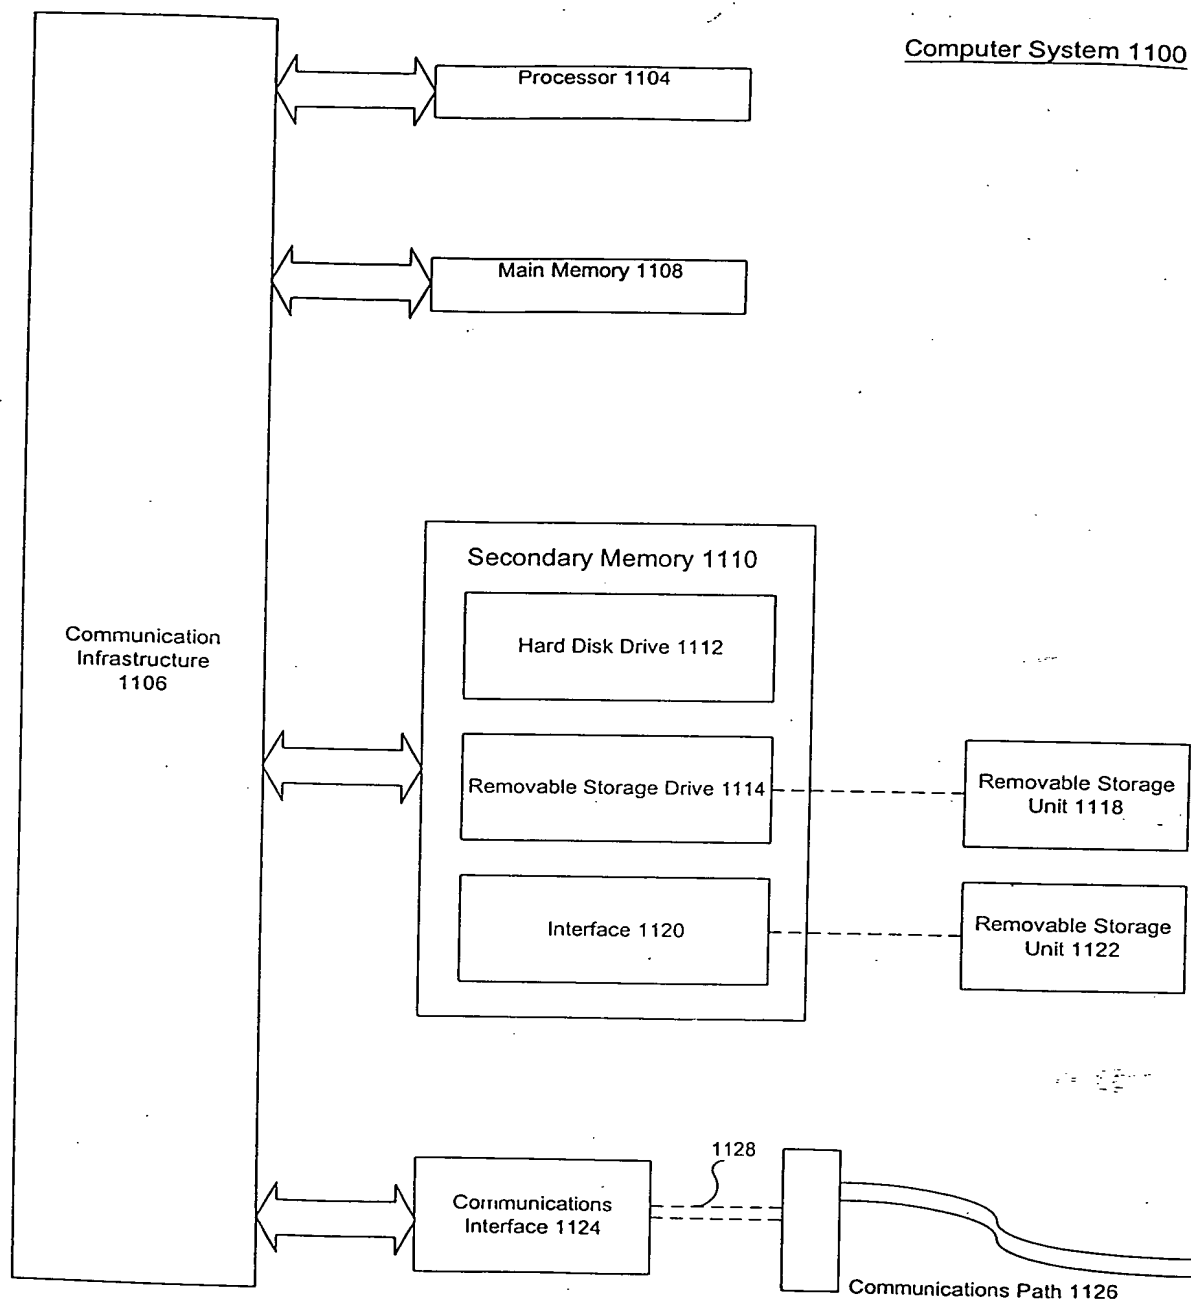 Computer System 1100
Processor 1104
Main Memory 1108
Communication
Infrastructure
1106
Secondary Memory 1110
Hard Disk Drive 1112
Removable Storage Drive 1114
Removable Storage
Unit 1118
Interface 1120
Removable Storage
Unit 1122
1128
Communications
Interface 1124
Communications Path 1126